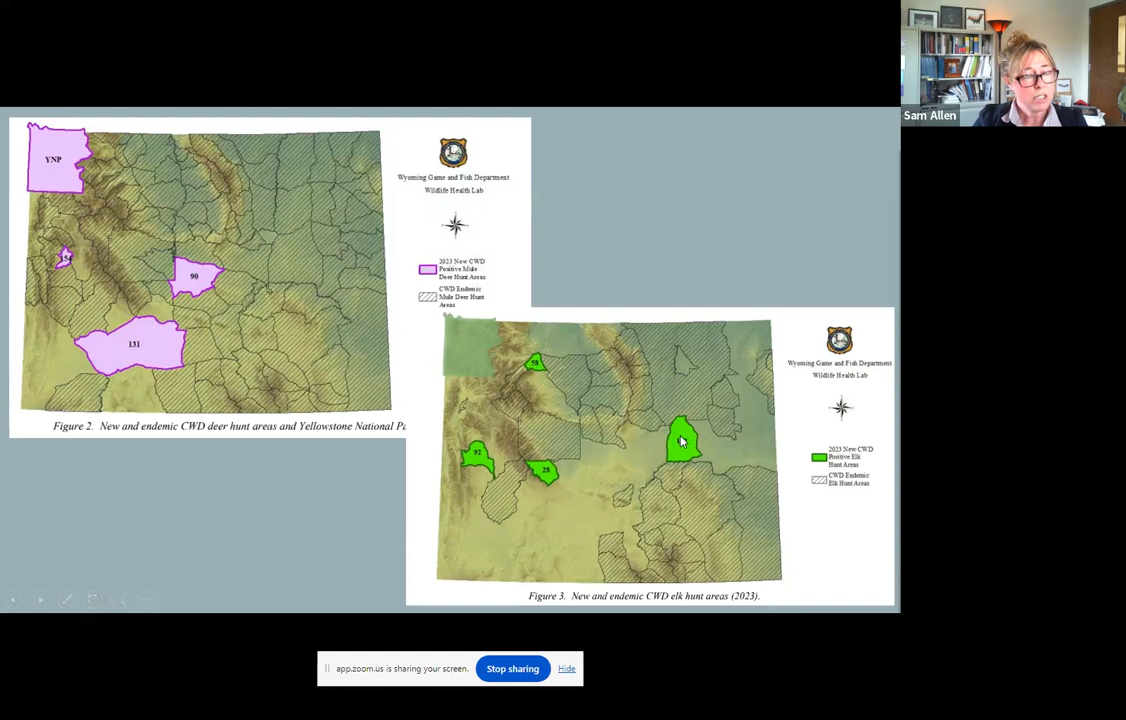 Sam Allen
YNP
154
90
131
Wyoming Game and Fish Department
Wildlife Health Lab
2023 New CWD
Positive Mule
Deer Hunt Areas
CWD Endemic
Mule Deer Hunt
Areas
Figure 2. New and endemic CWD deer hunt areas and Yellowstone National Pa
58
92
28
Wyoming Game and Fish Department
Wildlife Health Lab
2023 New CWD
Positive Elk
Hunt Areas
CWD Endemic
Elk Hunt Areas
Figure 3. New and endemic CWD elk hunt areas (2023).
app.zoom.us is sharing your screen.
Stop sharing
Hide